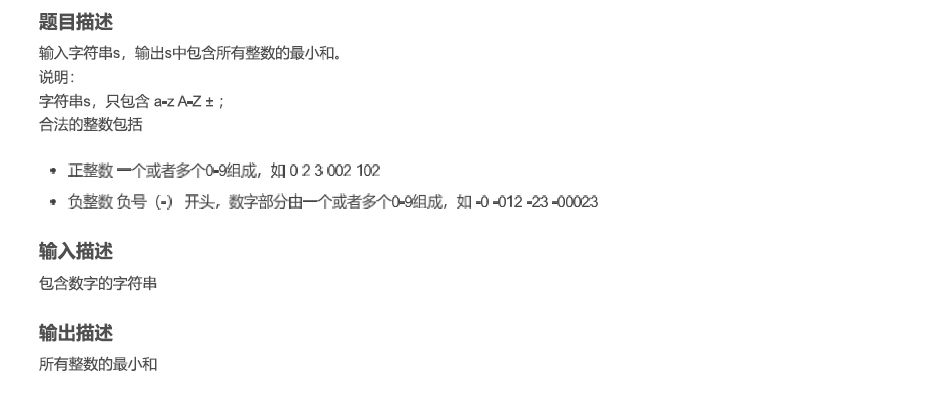 题目描述
输入字符串s，输出s中包含所有整数的最小和。
说明：
字符串s，只包含 a-z A-Z ± ；
合法的整数包括
• 正整数 一个或者多个0-9组成，如 0 2 3 002 102
• 负整数 负号（-） 开头，数字部分由一个或者多个0-9组成，如 -0 -012 -23 -00023
输入描述
包含数字的字符串
输出描述
所有整数的最小和